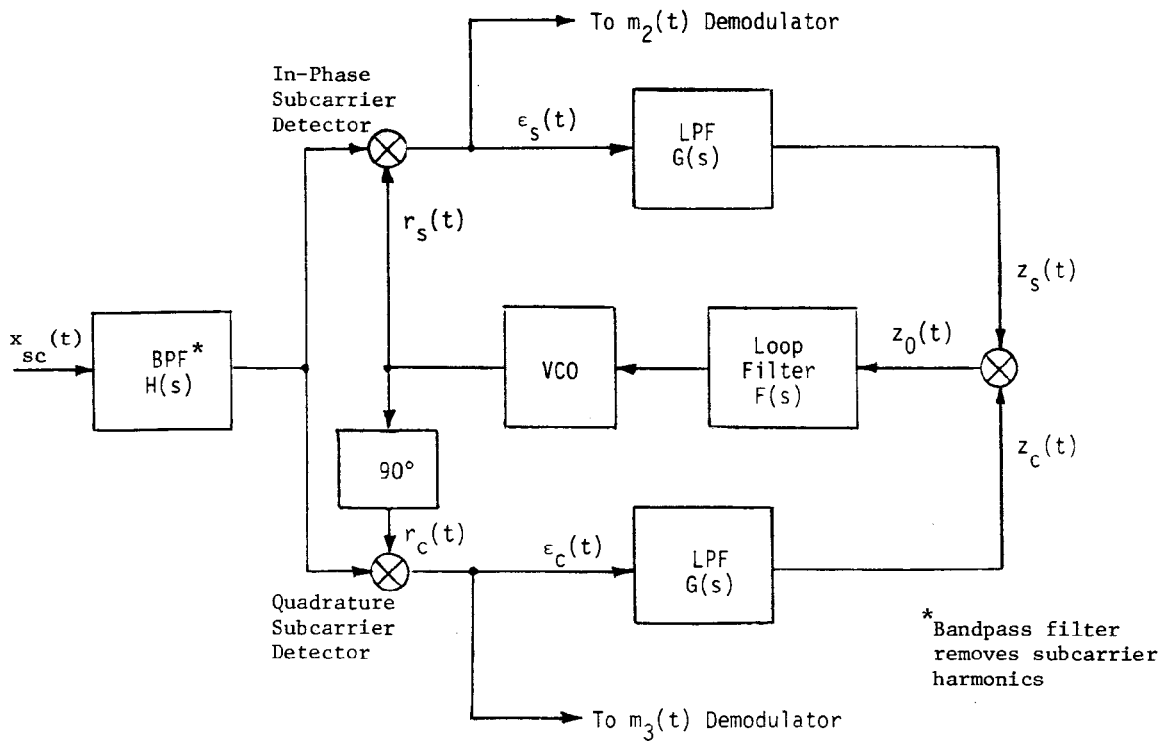 To m2(t) Demodulator
In-Phase
Subcarrier
Detector
εs(t)
LPF
G(s)
rs(t)
zs(t)
xsc(t)
BPF*
H(s)
VCO
Loop
Filter
F(s)
z0(t)
90°
zc(t)
rc(t)
εc(t)
LPF
G(s)
Quadrature
Subcarrier
Detector
*Bandpass filter
removes subcarrier
harmonics
To m3(t) Demodulator